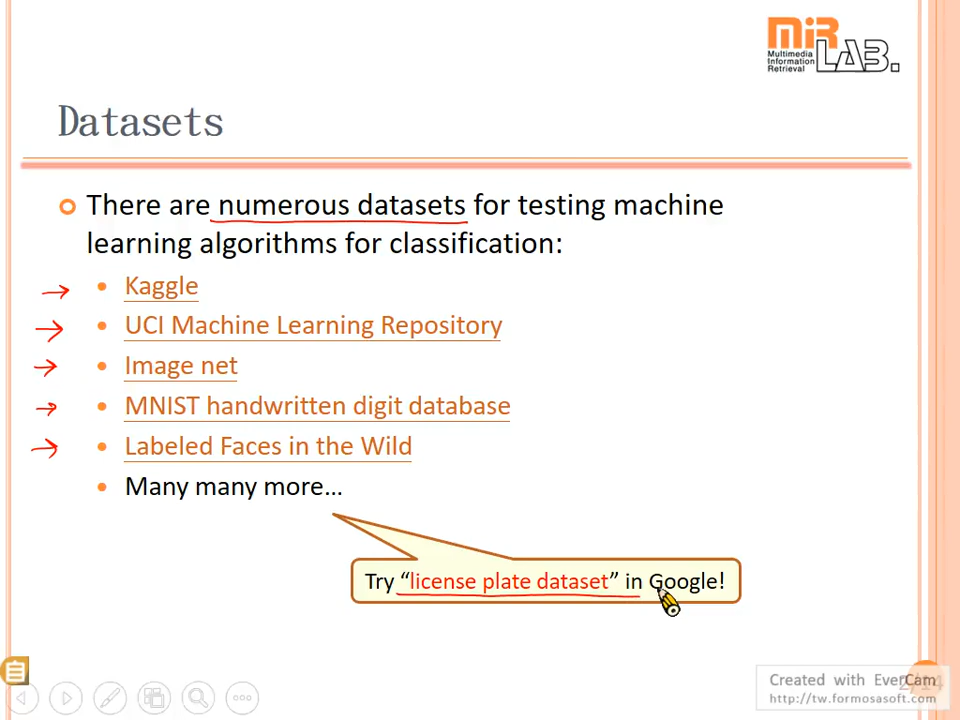 MIR
Multimedia
Information
Retrieval
LAB.
Datasets
There are numerous datasets for testing machine
learning algorithms for classification:
Kaggle
UCI Machine Learning Repository
Image net
MNIST handwritten digit database
Labeled Faces in the Wild
Many many more…
Try “license plate dataset” in Google!
Created with EverCam
http://tw.formosasoft.com
2/14